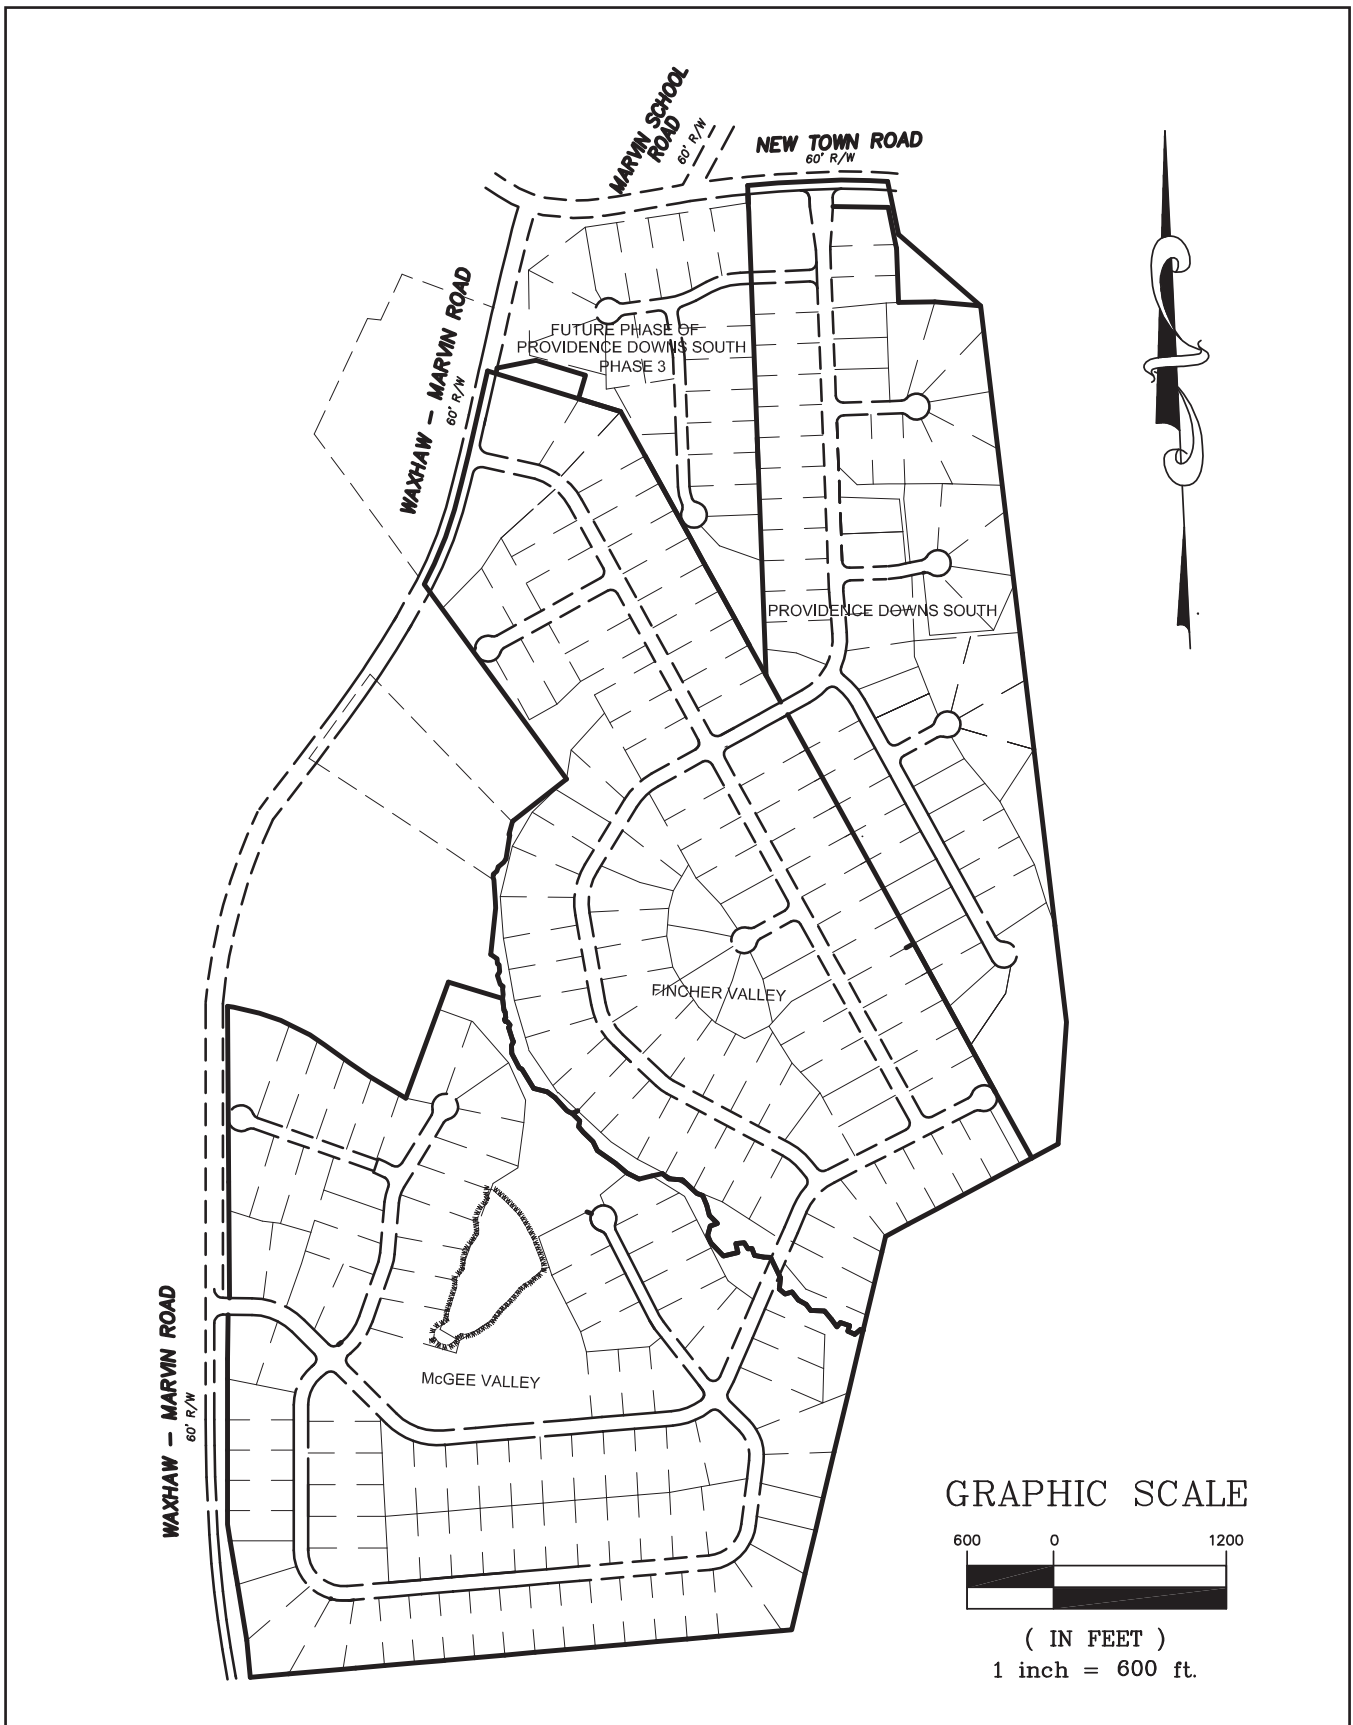 MARVIN SCHOOL
ROAD
60' R/W
NEW TOWN ROAD
60' R/W
WAXHAW – MARVIN ROAD
60' R/W
FUTURE PHASE OF
PROVIDENCE DOWNS SOUTH
PHASE 3
PROVIDENCE DOWNS SOUTH
FINCHER VALLEY
WAXHAW – MARVIN ROAD
60' R/W
McGEE VALLEY
GRAPHIC SCALE
600 0 1200
( IN FEET )
1 inch = 600 ft.